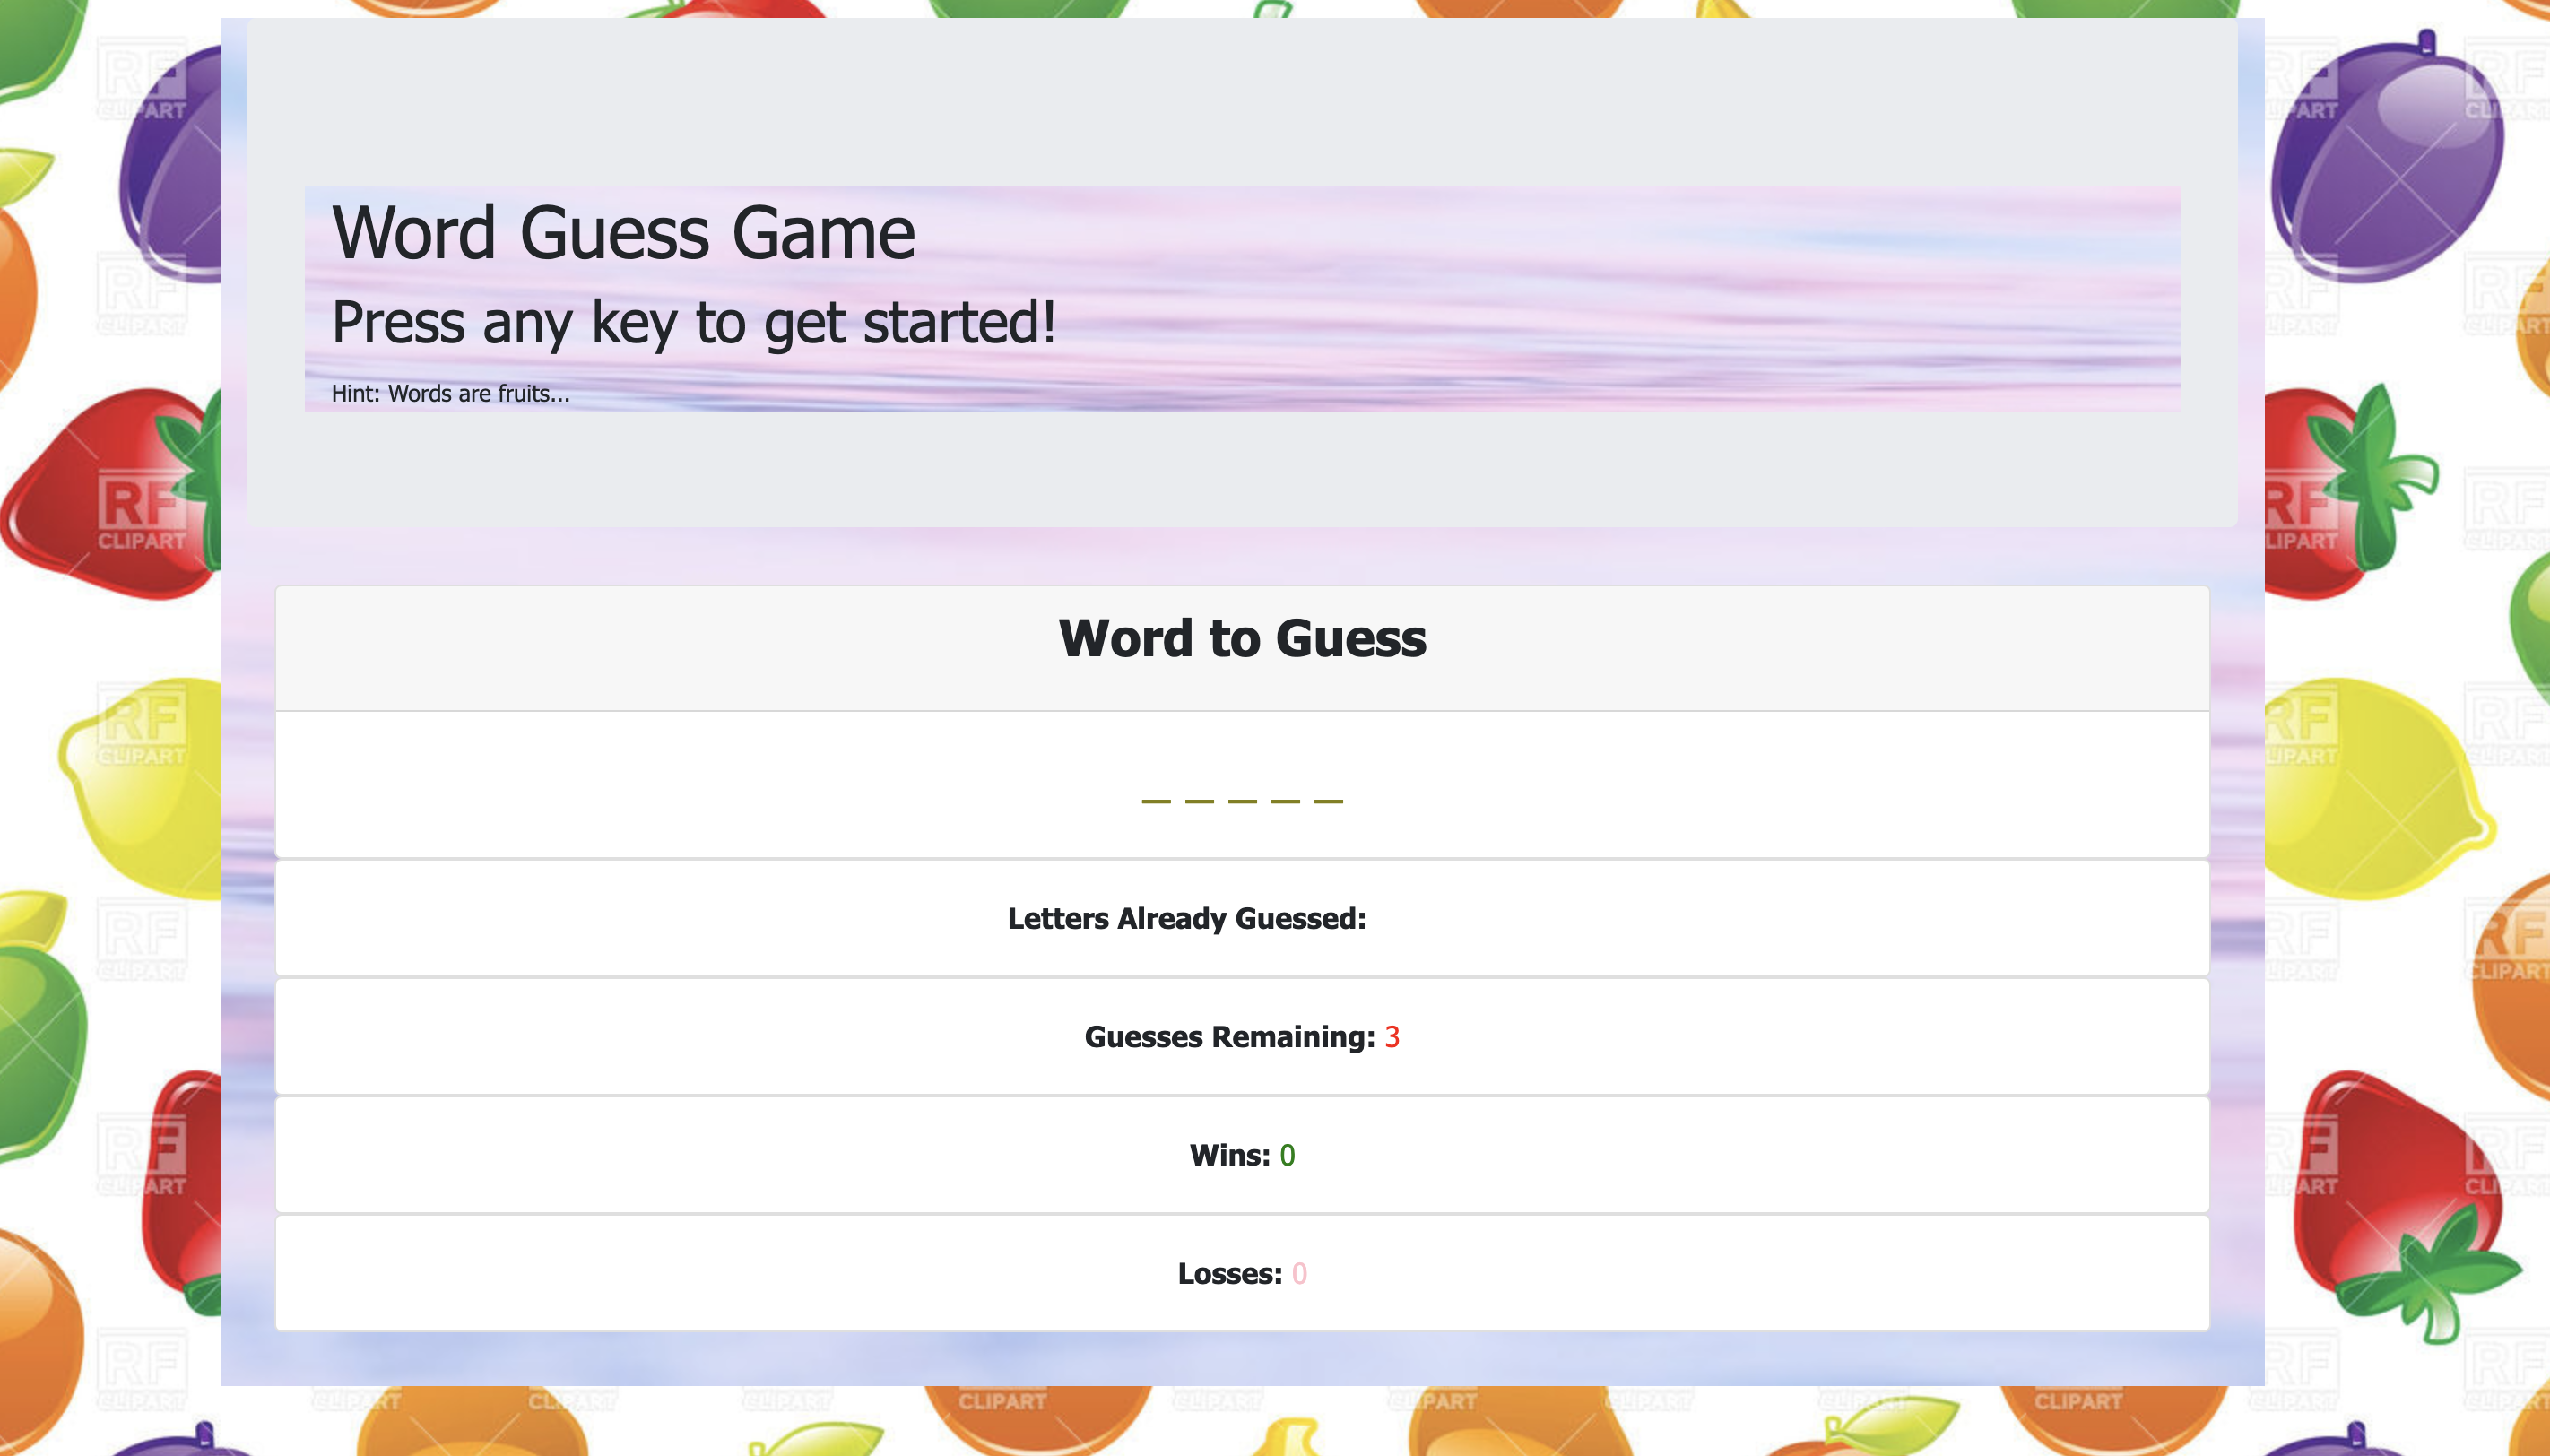 Word Guess Game
Press any key to get started!
Hint: Words are fruits...
Word to Guess
_ _ _ _ _
Letters Already Guessed:
Guesses Remaining: 3
Wins: 0
Losses: 0
RF
CLIPART